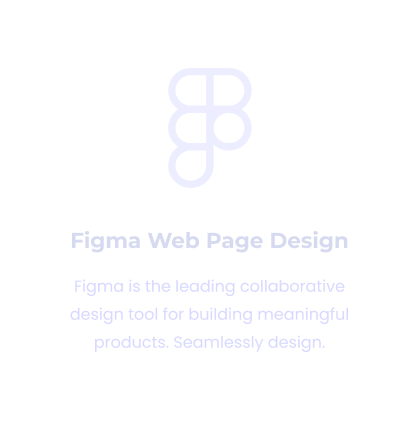 Figma Web Page Design
Figma is the leading collaborative
design tool for building meaningful
products. Seamlessly design.